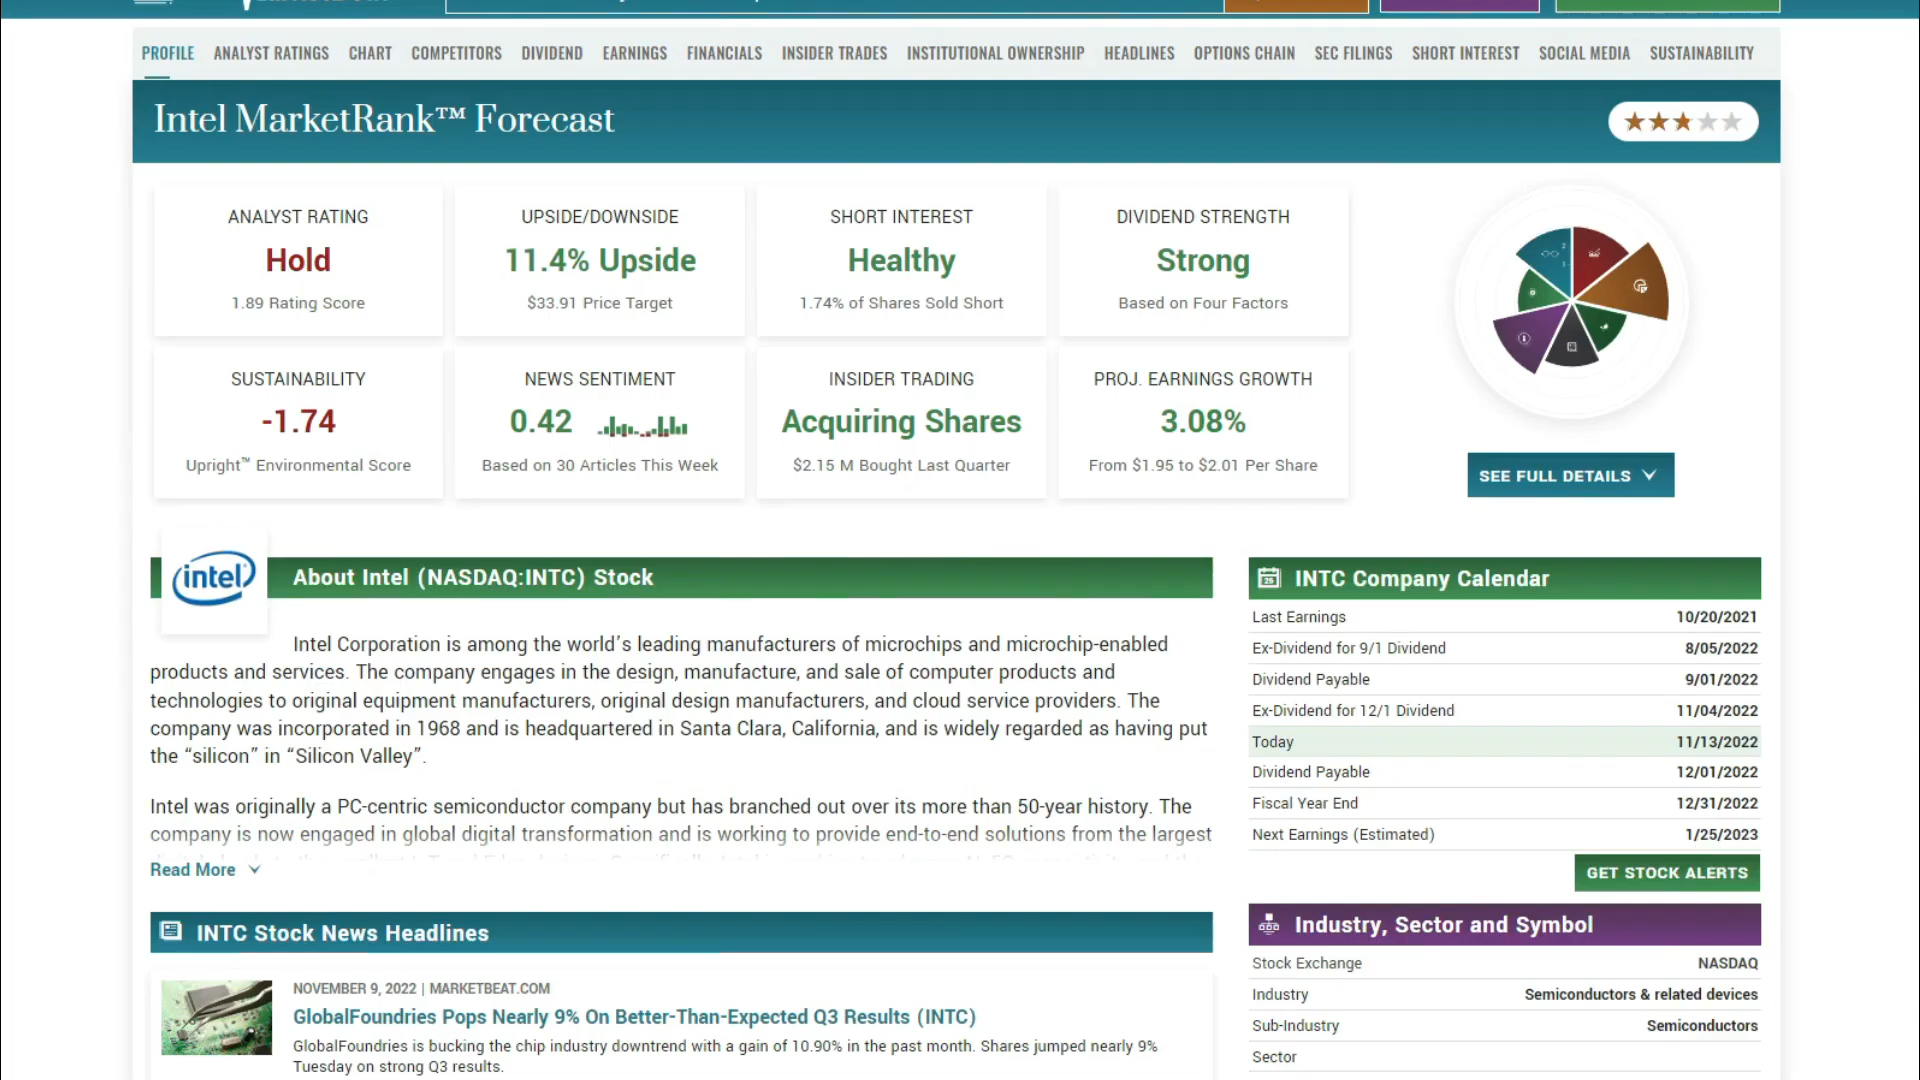 PROFILE ANALYST RATINGS CHART COMPETITORS DIVIDEND EARNINGS FINANCIALS INSIDER TRADES INSTITUTIONAL OWNERSHIP HEADLINES OPTIONS CHAIN SEC FILINGS SHORT INTEREST SOCIAL MEDIA SUSTAINABILITY
Intel MarketRank™ Forecast
ANALYST RATING
Hold
1.89 Rating Score
UPSIDE/DOWNSIDE
11.4% Upside
$33.91 Price Target
SHORT INTEREST
Healthy
1.74% of Shares Sold Short
DIVIDEND STRENGTH
Strong
Based on Four Factors
SUSTAINABILITY
-1.74
Upright™ Environmental Score
NEWS SENTIMENT
0.42
Based on 30 Articles This Week
INSIDER TRADING
Acquiring Shares
$2.15 M Bought Last Quarter
PROJ. EARNINGS GROWTH
3.08%
From $1.95 to $2.01 Per Share
SEE FULL DETAILS
intel
About Intel (NASDAQ:INTC) Stock
Intel Corporation is among the world’s leading manufacturers of microchips and microchip-enabled
products and services. The company engages in the design, manufacture, and sale of computer products and
technologies to original equipment manufacturers, original design manufacturers, and cloud service providers. The
company was incorporated in 1968 and is headquartered in Santa Clara, California, and is widely regarded as having put
the “silicon” in “Silicon Valley”.
Intel was originally a PC-centric semiconductor company but has branched out over its more than 50-year history. The
company is now engaged in global digital transformation and is working to provide end-to-end solutions from the largest
Read More
INTC Stock News Headlines
NOVEMBER 9, 2022 | MARKETBEAT.COM
GlobalFoundries Pops Nearly 9% On Better-Than-Expected Q3 Results (INTC)
GlobalFoundries is bucking the chip industry downtrend with a gain of 10.90% in the past month. Shares jumped nearly 9%
Tuesday on strong Q3 results.
INTC Company Calendar
Last Earnings 10/20/2021
Ex-Dividend for 9/1 Dividend 8/05/2022
Dividend Payable 9/01/2022
Ex-Dividend for 12/1 Dividend 11/04/2022
Today 11/13/2022
Dividend Payable 12/01/2022
Fiscal Year End 12/31/2022
Next Earnings (Estimated) 1/25/2023
GET STOCK ALERTS
Industry, Sector and Symbol
Stock Exchange NASDAQ
Industry Semiconductors & related devices
Sub-Industry Semiconductors
Sector